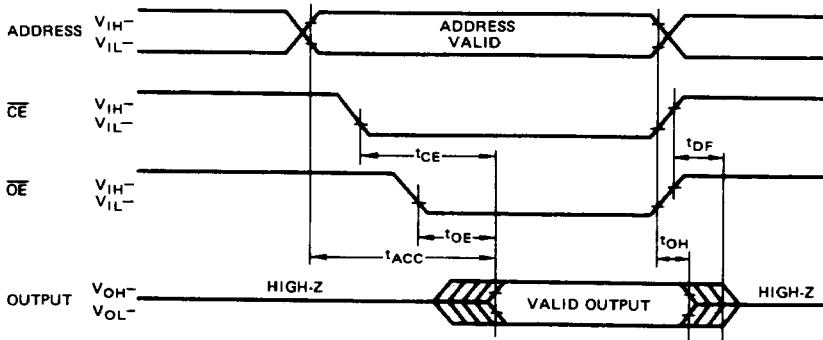 ADDRESS
VIH-
VIL-
ADDRESS
VALID
CE
VIH-
VIL-
tCE
tDF
OE
VIH-
VIL-
tOE
tACC
tOH
OUTPUT
VOH-
VOL-
HIGH-Z
VALID OUTPUT
HIGH-Z